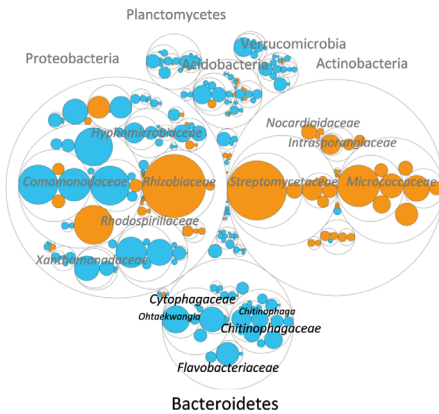 Planctomycetes
Verrucomicrobia
Proteobacteria
Acidobacteria
Actinobacteria
Nocardioidaceae
Hyphomicrobiaceae
Intrasporangiaceae
Comamonadaceae
Rhizobiaceae
Streptomycetaceae
Micrococcaceae
Rhodospirillaceae
Xanthomonadaceae
Cytophagaceae
Chitinophaga
Ohtaekwangia
Chitinophagaceae
Flavobacteriaceae
Bacteroidetes